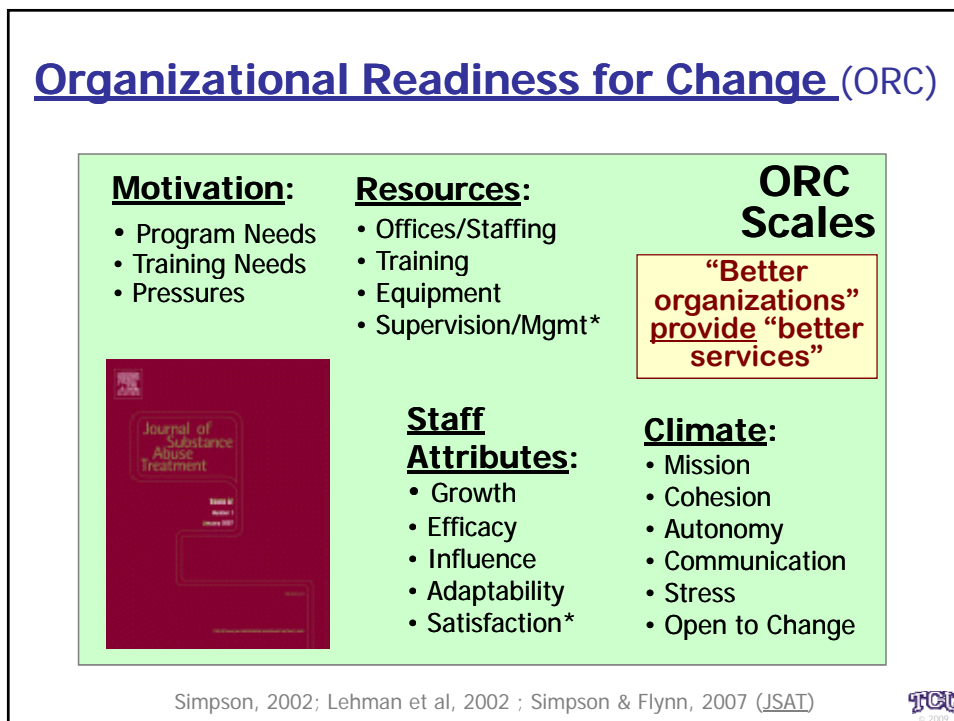 Organizational Readiness for Change (ORC)
Motivation:
• Program Needs
• Training Needs
• Pressures
Resources:
• Offices/Staffing
• Training
• Equipment
• Supervision/Mgmt*
ORC
Scales
“Better
organizations”
provide “better
services”
Journal of
Substance
Abuse
Treatment
January 2007
Staff
Attributes:
• Growth
• Efficacy
• Influence
• Adaptability
• Satisfaction*
Climate:
• Mission
• Cohesion
• Autonomy
• Communication
• Stress
• Open to Change
Simpson, 2002; Lehman et al, 2002 ; Simpson & Flynn, 2007 (JSAT)
TCU
© 2009